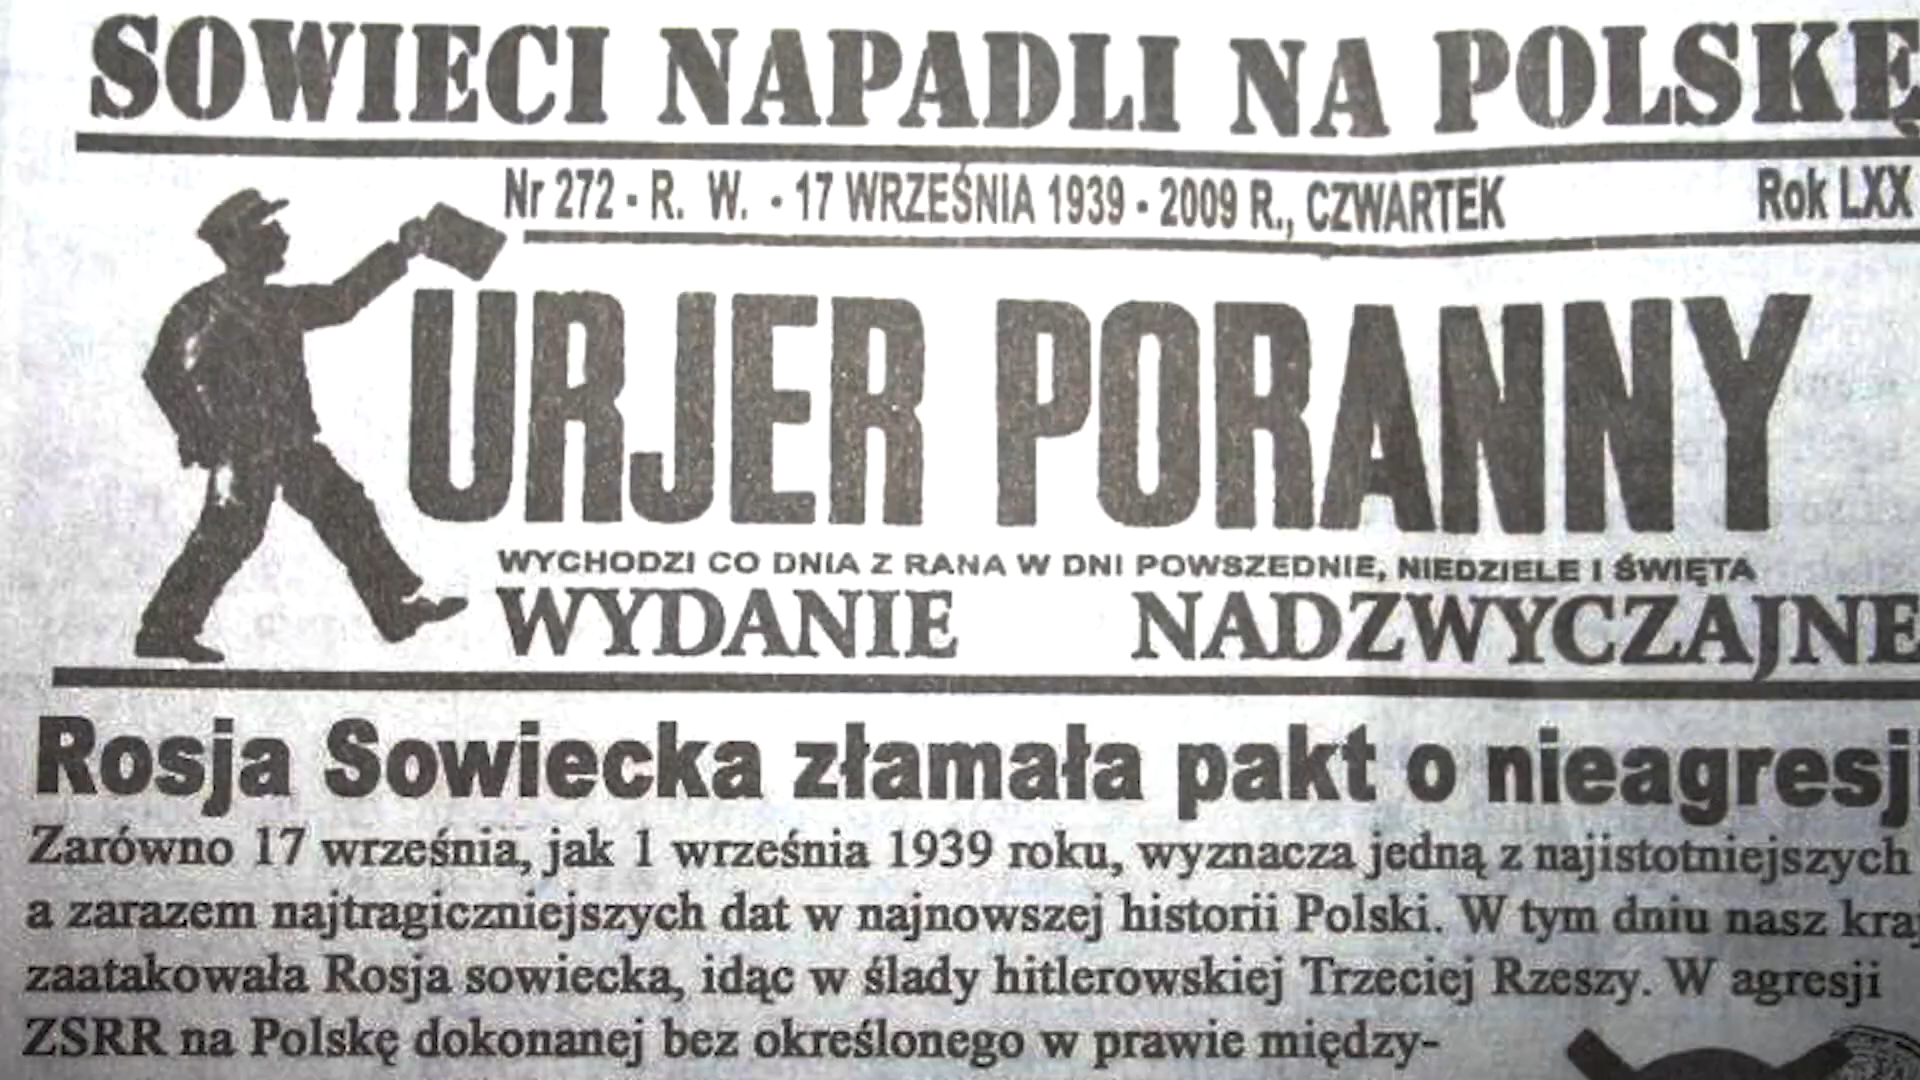 SOWIECI NAPADLI NA POLSKĘ
Nr 272 - R. W. - 17 WRZEŚNIA 1939 - 2009 R., CZWARTEK Rok LXX
URJER PORANNY
WYCHODZI CO DNIA Z RANA W DNI POWSZEDNIE, NIEDZIELE I ŚWIĘTA
WYDANIE NADZWYCZAJNE
Rosja Sowiecka złamała pakt o nieagresji
Zarówno 17 września, jak 1 września 1939 roku, wyznacza jedną z najistotniejszych
a zarazem najtragiczniejszych dat w najnowszej historii Polski. W tym dniu nasz kraj
zaatakowała Rosja sowiecka, idąc w ślady hitlerowskiej Trzeciej Rzeszy. W agresji
ZSRR na Polskę dokonanej bez określonego w prawie między-